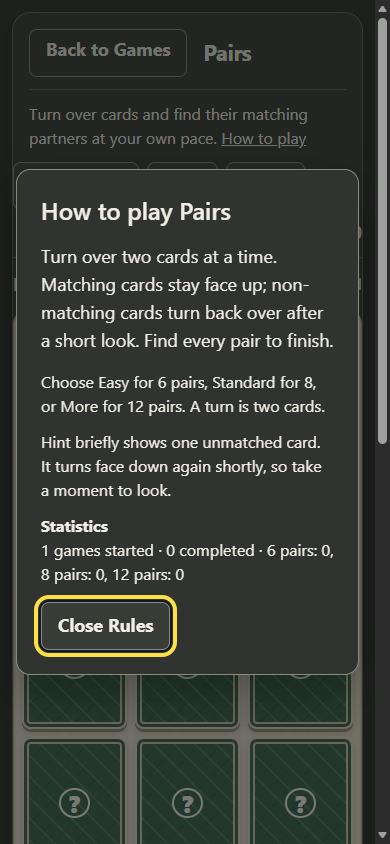 Back to Games
Pairs
Turn over cards and find their matching
partners at your own pace. How to play
How to play Pairs
Turn over two cards at a time.
Matching cards stay face up; non-
matching cards turn back over after
a short look. Find every pair to finish.
Choose Easy for 6 pairs, Standard for 8,
or More for 12 pairs. A turn is two cards.
Hint briefly shows one unmatched card.
It turns face down again shortly, so take
a moment to look.
Statistics
1 games started · 0 completed · 6 pairs: 0,
8 pairs: 0, 12 pairs: 0
Close Rules
? ? ?